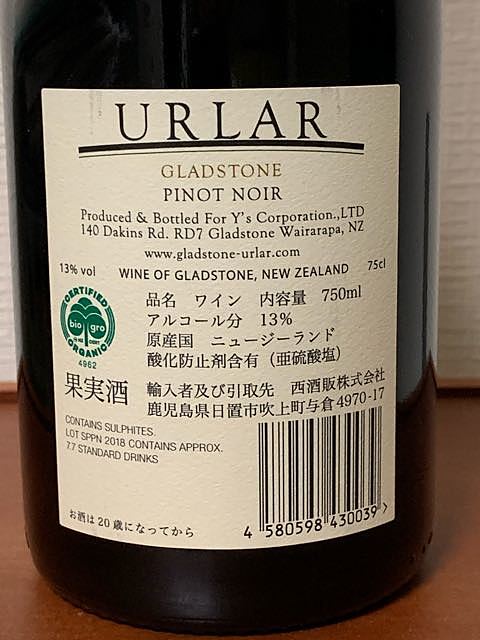 URLAR
GLADSTONE
PINOT NOIR
Produced & Bottled For Y's Corporation.,LTD
140 Dakins Rd. RD7 Gladstone Wairarapa, NZ
www.gladstone-urlar.com
13% vol WINE OF GLADSTONE, NEW ZEALAND 75cl
CERTIFIED
bio gro
ORGANIC
4962
品名 ワイン 内容量 750ml
アルコール分 13%
原産国 ニュージーランド
酸化防止剤含有(亜硫酸塩)
果実酒
輸入者及び引取先 西酒販株式会社
鹿児島県日置市吹上町与倉4970-17
CONTAINS SULPHITES.
LOT SPPN 2018 CONTAINS APPROX.
7.7 STANDARD DRINKS
お酒は20歳になってから
4 580598 430039 >